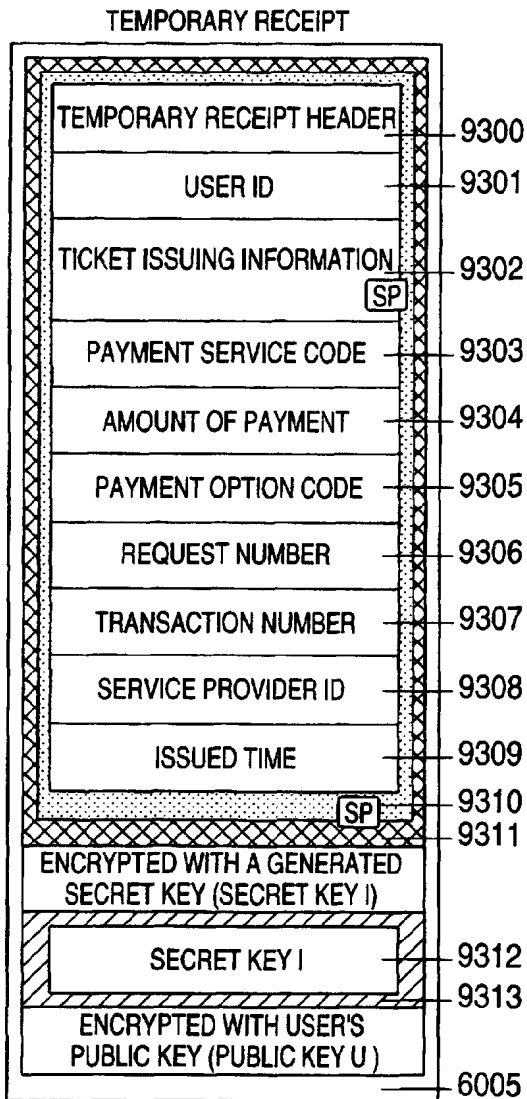 TEMPORARY RECEIPT
TEMPORARY RECEIPT HEADER 9300
USER ID 9301
TICKET ISSUING INFORMATION 9302
SP
PAYMENT SERVICE CODE 9303
AMOUNT OF PAYMENT 9304
PAYMENT OPTION CODE 9305
REQUEST NUMBER 9306
TRANSACTION NUMBER 9307
SERVICE PROVIDER ID 9308
ISSUED TIME 9309
SP 9310
9311
ENCRYPTED WITH A GENERATED
SECRET KEY (SECRET KEY I)
SECRET KEY I 9312
9313
ENCRYPTED WITH USER'S
PUBLIC KEY (PUBLIC KEY U )
6005